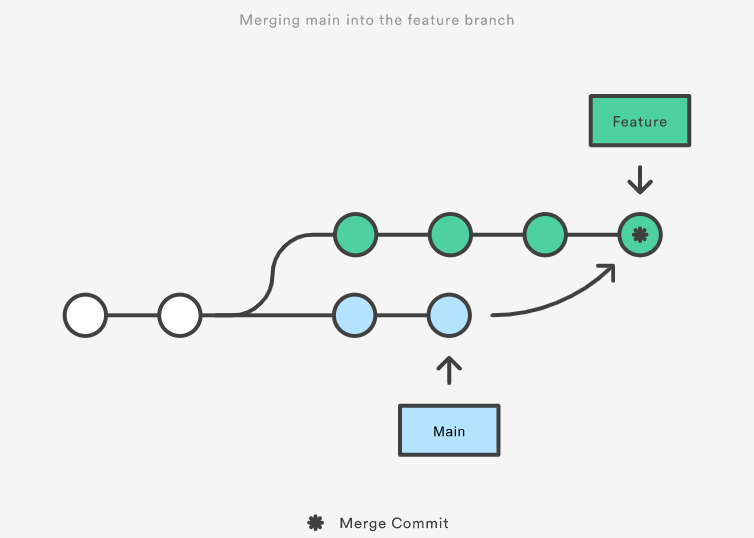 Merging main into the feature branch
Feature
Main
Merge Commit